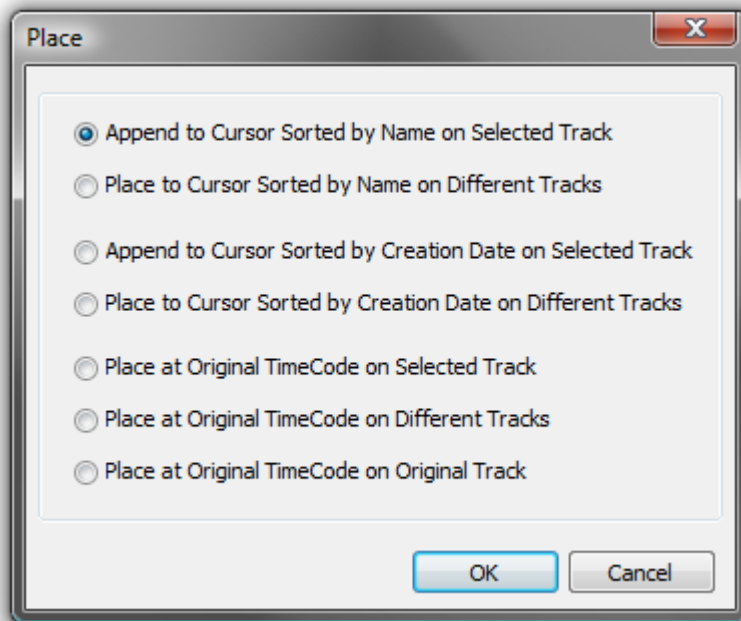 Place
Append to Cursor Sorted by Name on Selected Track
Place to Cursor Sorted by Name on Different Tracks
Append to Cursor Sorted by Creation Date on Selected Track
Place to Cursor Sorted by Creation Date on Different Tracks
Place at Original TimeCode on Selected Track
Place at Original TimeCode on Different Tracks
Place at Original TimeCode on Original Track
OK Cancel